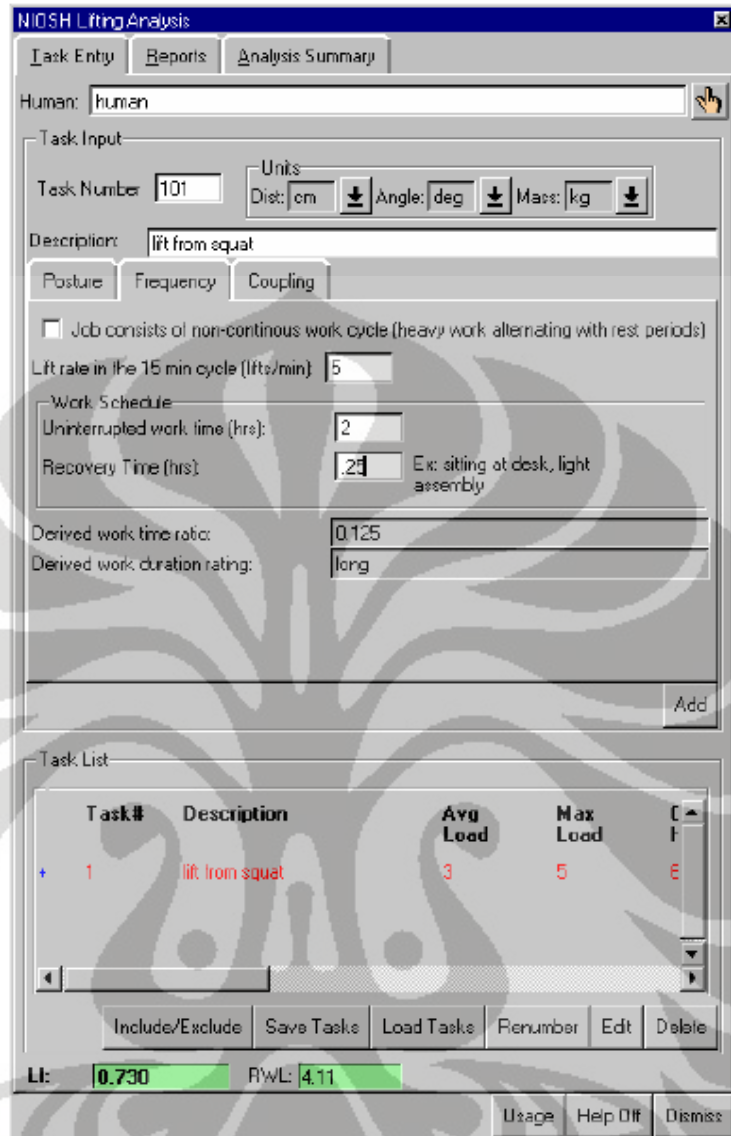 NIOSH Lifting Analysis
Task Entry Reports Analysis Summary
Human: human
Task Input
Units
Task Number 101 Dist: cm Angle: deg Mass: kg
Description: lift from squat
Posture Frequency Coupling
Job consists of non-continous work cycle (heavy work alternating with rest periods)
Lift rate in the 15 min cycle (lfts/min): 5
Work Schedule
Uninterrupted work time (hrs): 2
Recovery Time (hrs): .25 Ex: sitting at desk, light
assembly
Derived work time ratio: 0.125
Derived work duration rating: long
Add
Task List
Task# Description Avg Max
Load Load
1 lift from squat 3 5
Include/Exclude Save Tasks Load Tasks Renumber Edit Delete
LI: 0.730 RWL: 4.11
Usage Help Off Dismiss